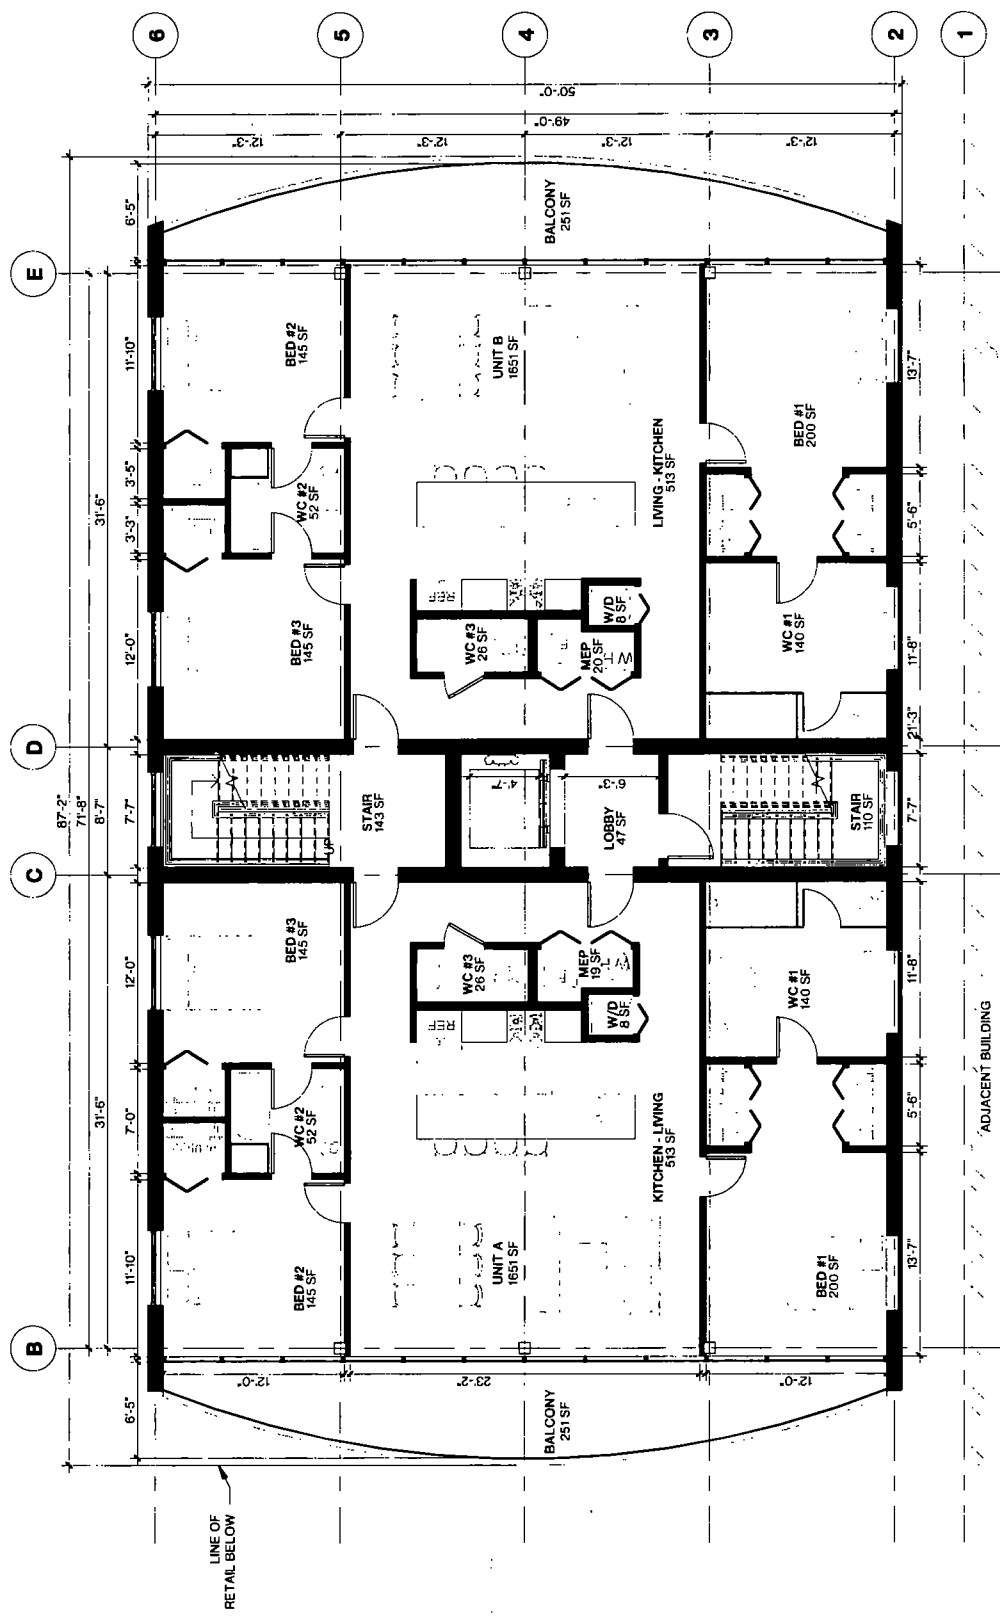 6
5
4
3
2
1
50'-0"
49'-0"
12'-3"
12'-3"
12'-3"
12'-3"
6'-5"
BALCONY
251 SF
E
D
C
B
87'-2"
71'-8"
31'-6"
8'-7"
31'-6"
11'-10"
3'-5"
3'-3"
12'-0"
7'-7"
12'-0"
7'-0"
11'-10"
6'-5"
BED #2
145 SF
WC #2
52 SF
BED #3
145 SF
UNIT B
1651 SF
LIVING - KITCHEN
513 SF
BED #1
200 SF
13'-7"
5'-6"
REF
WC #3
26 SF
W/D
8 SF
MEP
20 SF
WH
WC #1
140 SF
11'-8"
21'-3"
STAIR
143 SF
UP
4'-7"
6'-3"
LOBBY
47 SF
STAIR
110 SF
7'-7"
BED #3
145 SF
WC #3
26 SF
MEP
19 SF
W/D
8 SF
REF
WC #1
140 SF
11'-8"
WC #2
52 SF
KITCHEN - LIVING
513 SF
5'-6"
BED #2
145 SF
UNIT A
1651 SF
BED #1
200 SF
13'-7"
12'-0"
23'-2"
12'-0"
BALCONY
251 SF
LINE OF
RETAIL BELOW
ADJACENT BUILDING